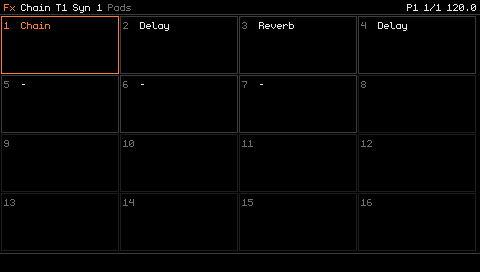 Fx Chain T1 Syn 1 Pads P1 1/1 120.0
1 Chain 2 Delay 3 Reverb 4 Delay
5 - 6 - 7 - 8
9 10 11 12
13 14 15 16